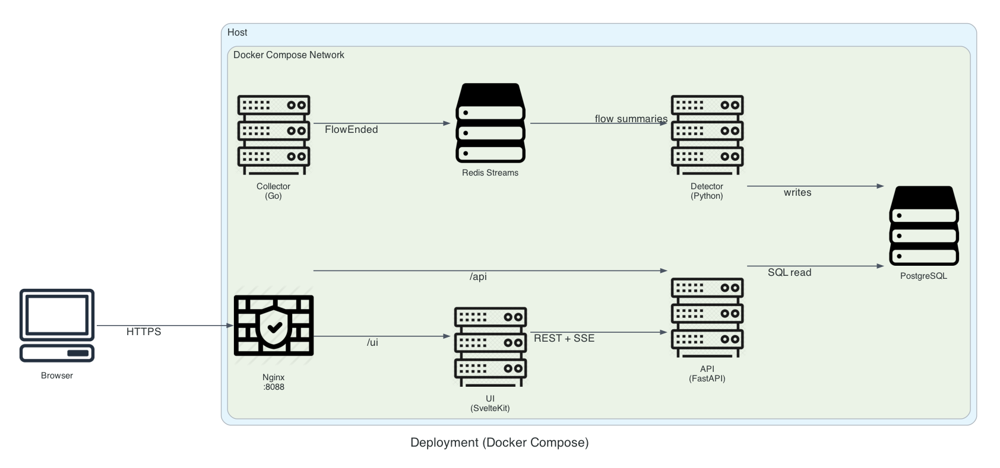 Host
Docker Compose Network
FlowEnded
flow summaries
Redis Streams
Collector
(Go)
Detector
(Python)
writes
/api
SQL read
PostgreSQL
HTTPS
/ui
REST + SSE
Browser
Nginx
:8088
UI
(SvelteKit)
API
(FastAPI)
Deployment (Docker Compose)